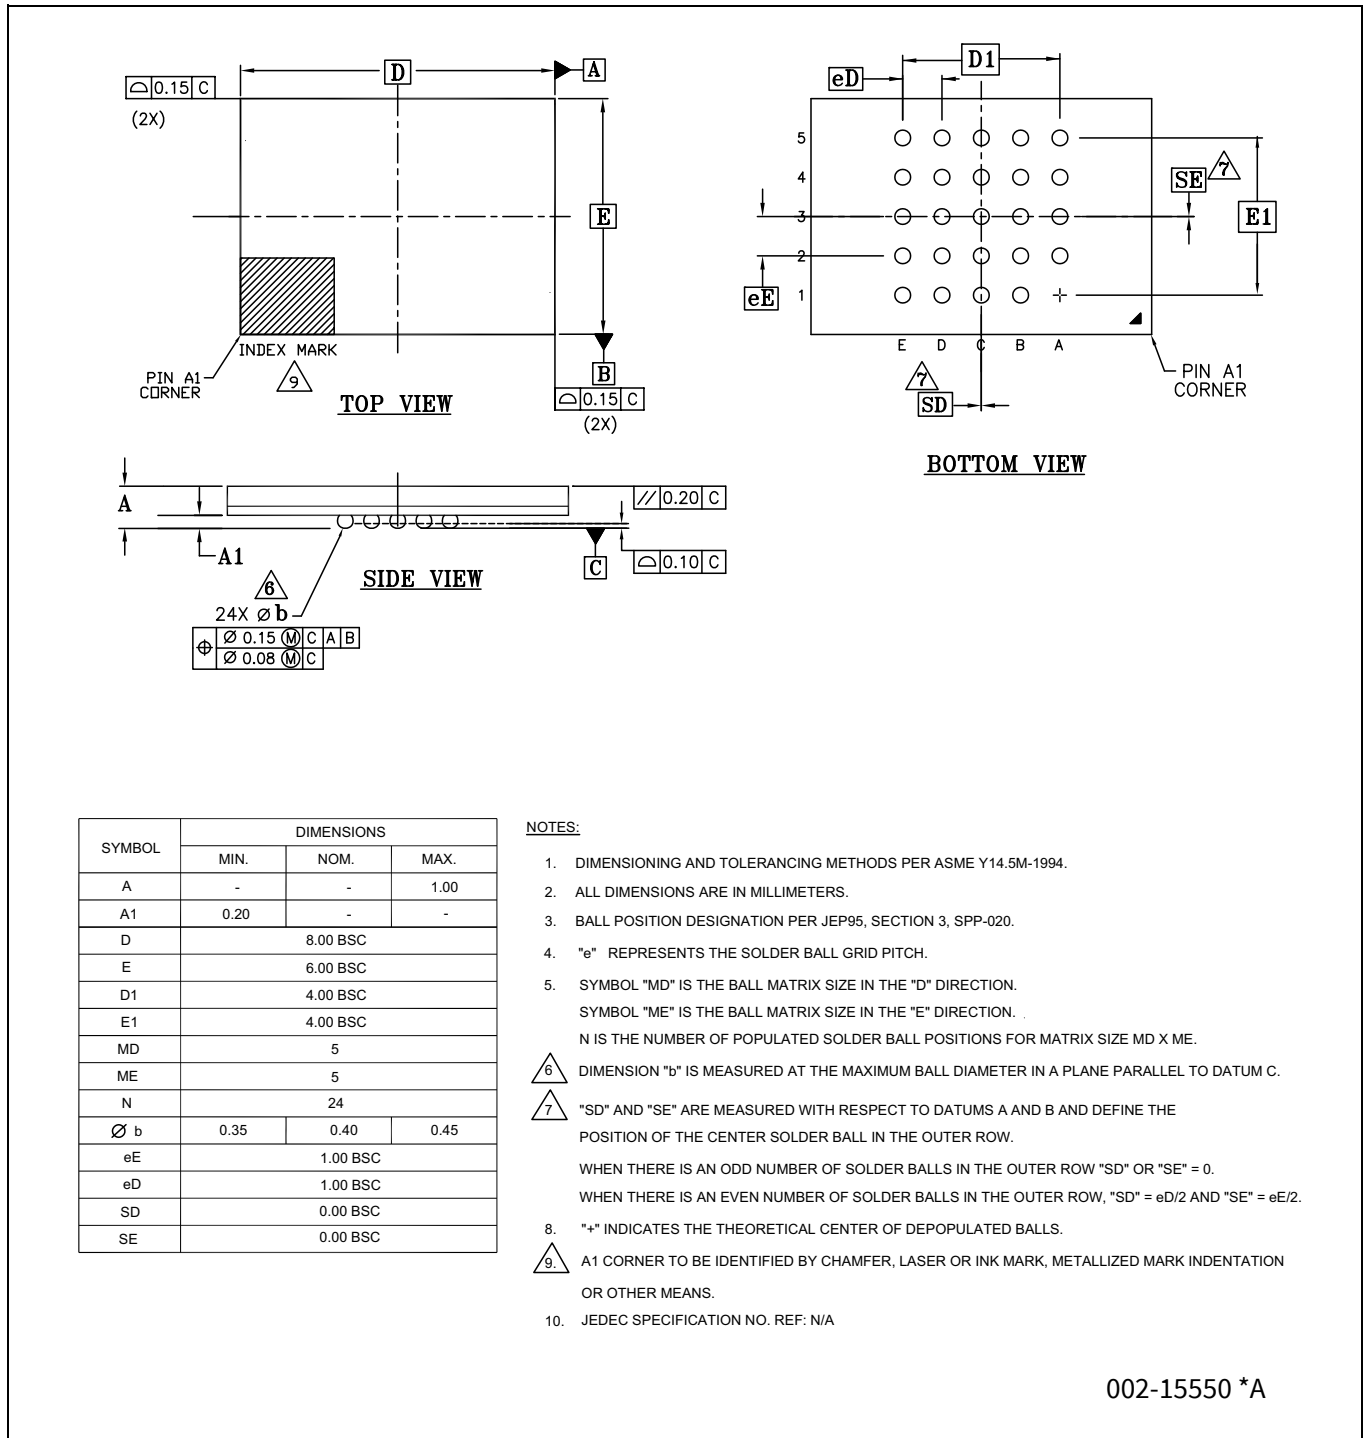 D
A
0.15 C
(2X)
E
INDEX MARK
9
PIN A1
CORNER
TOP VIEW
B
0.15 C
(2X)
D1
eD
5
4
3
2
1
SE
7
E1
eE
E D C B A
7
SD
PIN A1
CORNER
BOTTOM VIEW
A
A1
// 0.20 C
0.10 C
C
SIDE VIEW
6
24X Ø b
⌖ Ø 0.15 Ⓜ C A B
Ø 0.08 Ⓜ C
SYMBOL DIMENSIONS
MIN. NOM. MAX.
A - - 1.00
A1 0.20 - -
D 8.00 BSC
E 6.00 BSC
D1 4.00 BSC
E1 4.00 BSC
MD 5
ME 5
N 24
Ø b 0.35 0.40 0.45
eE 1.00 BSC
eD 1.00 BSC
SD 0.00 BSC
SE 0.00 BSC
NOTES:
1. DIMENSIONING AND TOLERANCING METHODS PER ASME Y14.5M-1994.
2. ALL DIMENSIONS ARE IN MILLIMETERS.
3. BALL POSITION DESIGNATION PER JEP95, SECTION 3, SPP-020.
4. "e" REPRESENTS THE SOLDER BALL GRID PITCH.
5. SYMBOL "MD" IS THE BALL MATRIX SIZE IN THE "D" DIRECTION.
SYMBOL "ME" IS THE BALL MATRIX SIZE IN THE "E" DIRECTION.
N IS THE NUMBER OF POPULATED SOLDER BALL POSITIONS FOR MATRIX SIZE MD X ME.
6 DIMENSION "b" IS MEASURED AT THE MAXIMUM BALL DIAMETER IN A PLANE PARALLEL TO DATUM C.
7 "SD" AND "SE" ARE MEASURED WITH RESPECT TO DATUMS A AND B AND DEFINE THE
POSITION OF THE CENTER SOLDER BALL IN THE OUTER ROW.
WHEN THERE IS AN ODD NUMBER OF SOLDER BALLS IN THE OUTER ROW "SD" OR "SE" = 0.
WHEN THERE IS AN EVEN NUMBER OF SOLDER BALLS IN THE OUTER ROW, "SD" = eD/2 AND "SE" = eE/2.
8. "+" INDICATES THE THEORETICAL CENTER OF DEPOPULATED BALLS.
9. A1 CORNER TO BE IDENTIFIED BY CHAMFER, LASER OR INK MARK, METALLIZED MARK INDENTATION
OR OTHER MEANS.
10. JEDEC SPECIFICATION NO. REF: N/A
002-15550 *A